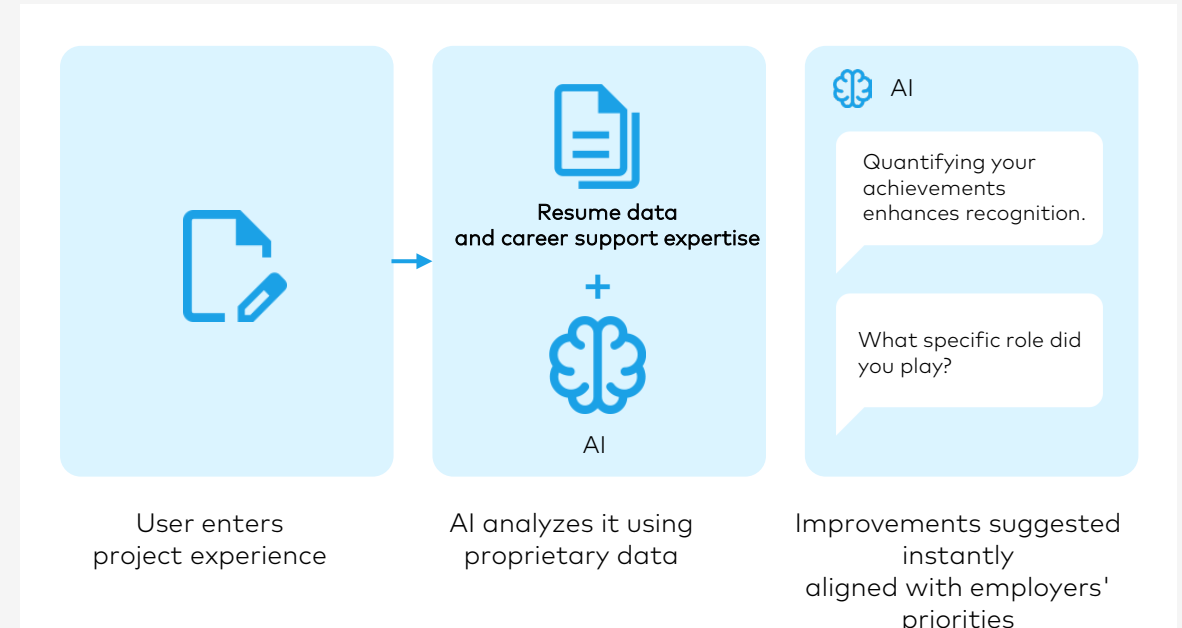 Resume data
and career support expertise
+
AI
AI
Quantifying your
achievements
enhances recognition.
What specific role did
you play?
User enters
project experience
AI analyzes it using
proprietary data
Improvements suggested
instantly
aligned with employers'
priorities